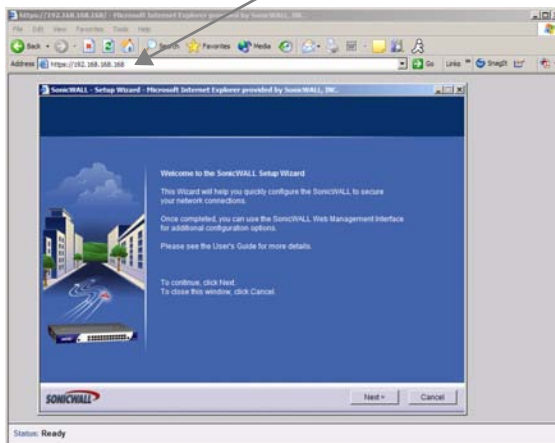 https://192.168.168.168/ - Microsoft Internet Explorer provided by SonicWALL, INC.
File Edit View Favorites Tools Help
Back Search Favorites Media
Address https://192.168.168.168 Go Links SnagIt
SonicWALL - Setup Wizard - Microsoft Internet Explorer provided by SonicWALL, INC.
Welcome to the SonicWALL Setup Wizard
This Wizard will help you quickly configure the SonicWALL to secure
your network connections.
Once completed, you can use the SonicWALL Web Management Interface
for additional configuration options.
Please see the User's Guide for more details.
To continue, click Next.
To close this window, click Cancel.
SONICWALL
Next > Cancel
Status: Ready